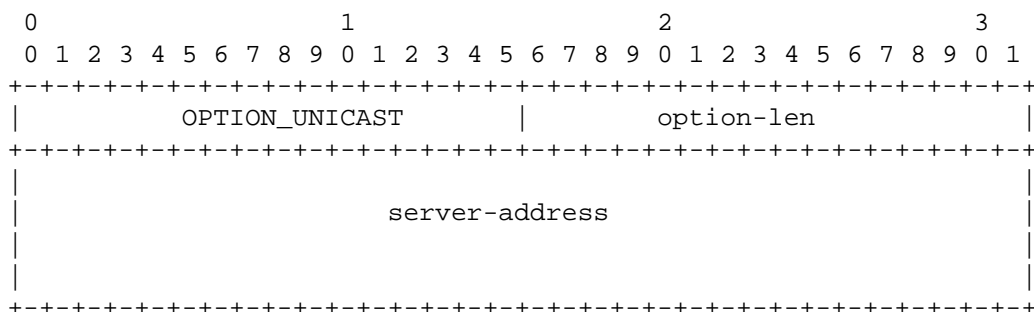 0                   1                   2                   3
 0 1 2 3 4 5 6 7 8 9 0 1 2 3 4 5 6 7 8 9 0 1 2 3 4 5 6 7 8 9 0 1
+-+-+-+-+-+-+-+-+-+-+-+-+-+-+-+-+-+-+-+-+-+-+-+-+-+-+-+-+-+-+-+-+
|          OPTION_UNICAST       |        option-len             |
+-+-+-+-+-+-+-+-+-+-+-+-+-+-+-+-+-+-+-+-+-+-+-+-+-+-+-+-+-+-+-+-+
|                                                               |
|                       server-address                          |
|                                                               |
|                                                               |
+-+-+-+-+-+-+-+-+-+-+-+-+-+-+-+-+-+-+-+-+-+-+-+-+-+-+-+-+-+-+-+-+